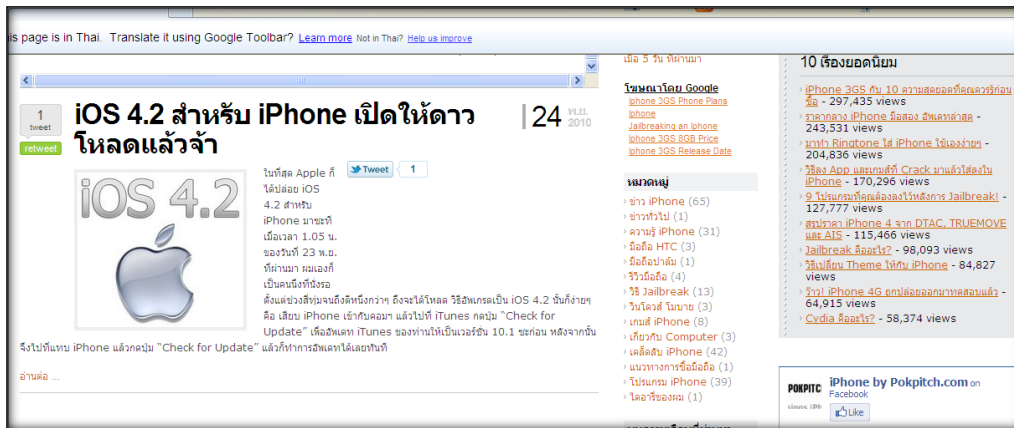 is page is in Thai. Translate it using Google Toolbar? Learn more Not in Thai? Help us improve
1
tweet
retweet
iOS 4.2 สำหรับ iPhone เปิดให้ดาว
โหลดแล้วจ้า
24 พ.ย.
2010
Tweet 1
iOS 4.2
ในที่สุด Apple ก็
ได้ปล่อย iOS
4.2 สำหรับ
iPhone มาซะที
เมื่อเวลา 1.05 น.
ของวันที่ 23 พ.ย.
ที่ผ่านมา ผมเองก็
เป็นคนนึงที่นั่งรอ
ตั้งแต่ช่วงสี่ทุ่มจนถึงตีหนึ่งกว่าๆ ถึงจะได้โหลด วิธีอัพเกรดเป็น iOS 4.2 นั้นก็ง่ายๆ
คือ เสียบ iPhone เข้ากับคอมฯ แล้วไปที่ iTunes กดปุ่ม “Check for
Update” เพื่ออัพเดท iTunes ของท่านให้เป็นเวอร์ชัน 10.1 ซะก่อน หลังจากนั้น
จึงไปที่แทบ iPhone แล้วกดปุ่ม “Check for Update” แล้วก็ทำการอัพเดทได้เลยทันที
อ่านต่อ ...
เมื่อ 5 วัน ที่ผ่านมา
โฆษณาโดย Google
Iphone 3GS Phone Plans
Iphone
Jailbreaking an Iphone
Iphone 3GS 8GB Price
Iphone 3GS Release Date
หมวดหมู่
ข่าว iPhone (65)
ข่าวทั่วไป (1)
ความรู้ iPhone (31)
มือถือ HTC (3)
มือถือปาล์ม (1)
รีวิวมือถือ (4)
วิธี Jailbreak (13)
วินโดวส์ โมบาย (3)
เกมส์ iPhone (8)
เกี่ยวกับ Computer (3)
เคล็ดลับ iPhone (42)
แนวทางการซื้อมือถือ (1)
โปรแกรม iPhone (39)
ไดอารี่ของผม (1)
10 เรื่องยอดนิยม
iPhone 3GS กับ 10 ความสุดยอดที่คุณควรรู้ก่อน
ซื้อ - 297,435 views
ราคากลาง iPhone มือสอง อัพเดทล่าสุด -
243,531 views
มาทำ Ringtone ใส่ iPhone ใช้เองง่ายๆ -
204,836 views
วิธีลง App และเกมส์ที่ Crack มาแล้วใส่ลงใน
iPhone - 170,296 views
9 โปรแกรมที่คุณต้องลงไว้หลังการ Jailbreak! -
127,777 views
สรุปราคา iPhone 4 จาก DTAC, TRUEMOVE
และ AIS - 115,466 views
Jailbreak คืออะไร? - 98,093 views
วิธีเปลี่ยน Theme ให้กับ iPhone - 84,827
views
ว้าว! iPhone 4G ถูกปล่อยออกมาทดสอบแล้ว -
64,915 views
Cydia คืออะไร? - 58,374 views
POKPITC
iPhone by Pokpitch.com on
Facebook
Like